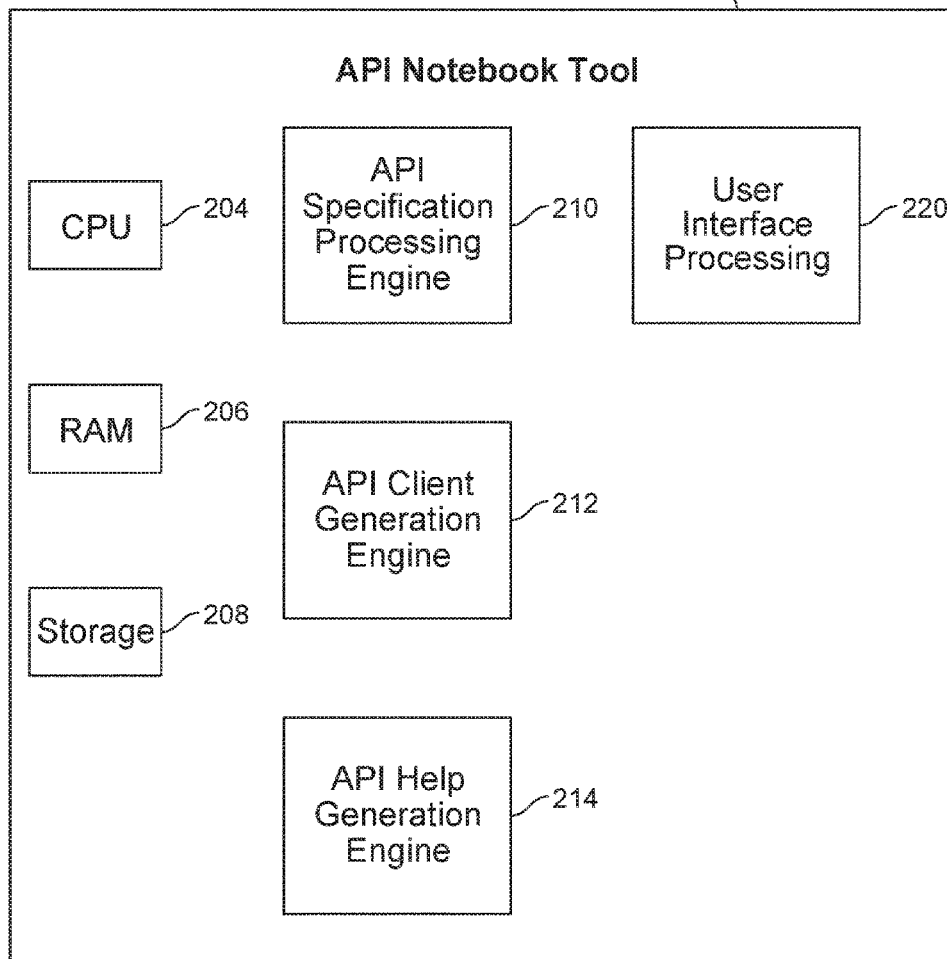 API Notebook Tool
CPU
204
API
Specification
Processing
Engine
210
User
Interface
Processing
220
RAM
206
API Client
Generation
Engine
212
Storage
208
API Help
Generation
Engine
214